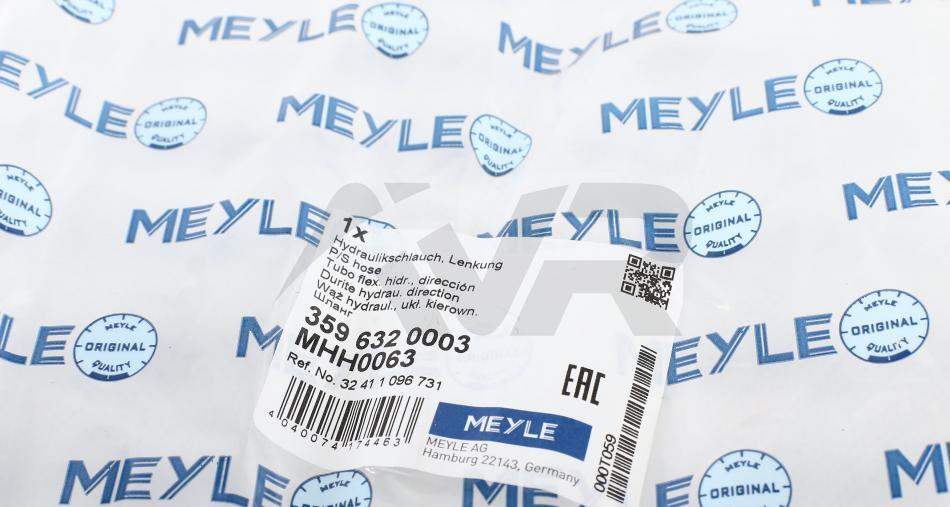 MEYLE
ORIGINAL
QUALITY
1x
Hydraulikschlauch, Lenkung
P/S hose
Tubo flex. hidr., dirección
Durite hydrau. direction
Wąż hydraul., ukł. kierown.
Шланг
359 632 0003
MHH0063
Ref. No. 32 41 1 096 731
4 040074 174463
EAC
MEYLE
MEYLE AG
Hamburg 22143, Germany
0001059
AVR